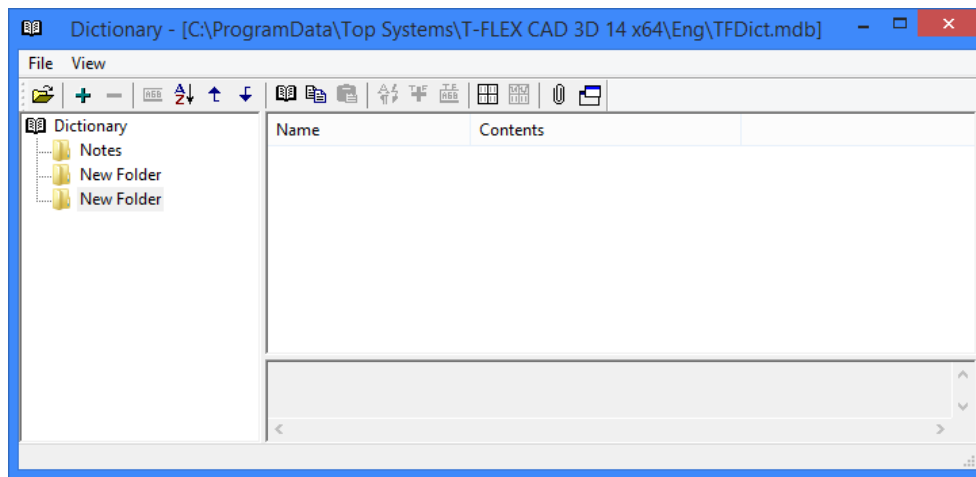 Dictionary - [C:\ProgramData\Top Systems\T-FLEX CAD 3D 14 x64\Eng\TFDict.mdb]
File View
Dictionary
Notes
New Folder
New Folder
Name Contents